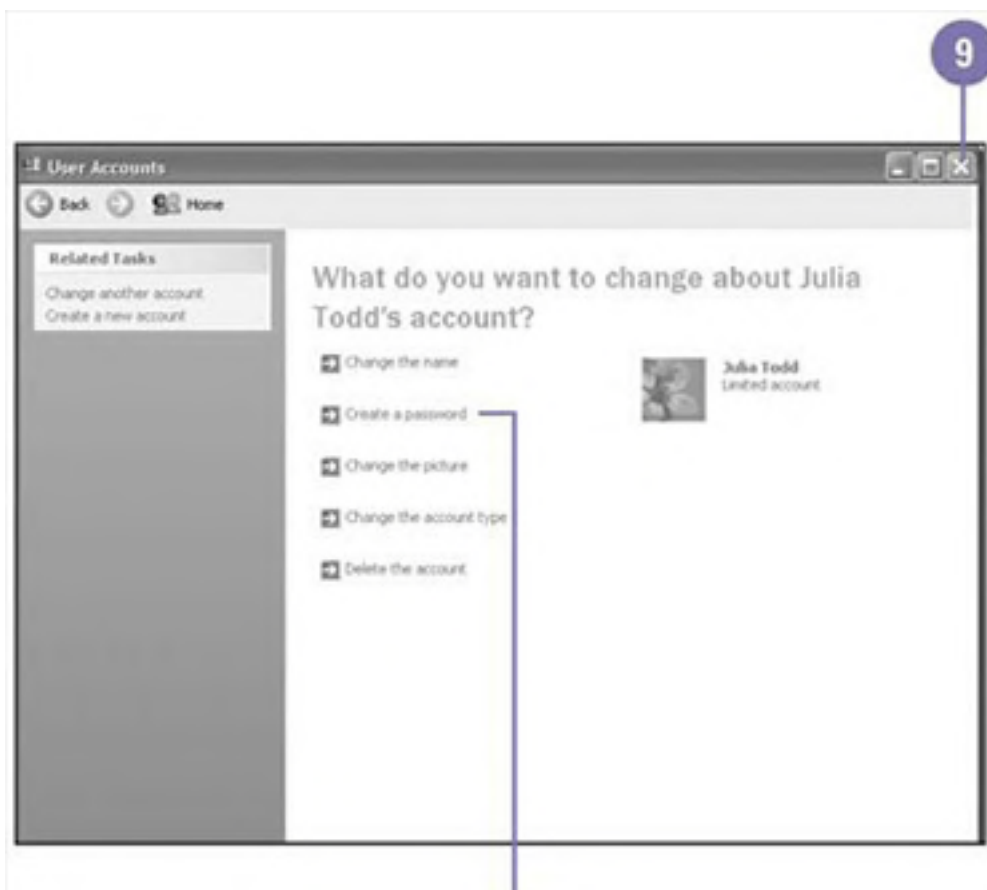 9
User Accounts
Back Home
Related Tasks
Change another account
Create a new account
What do you want to change about Julia
Todd's account?
Change the name
Create a password
Change the picture
Change the account type
Delete the account
Julia Todd
Limited account